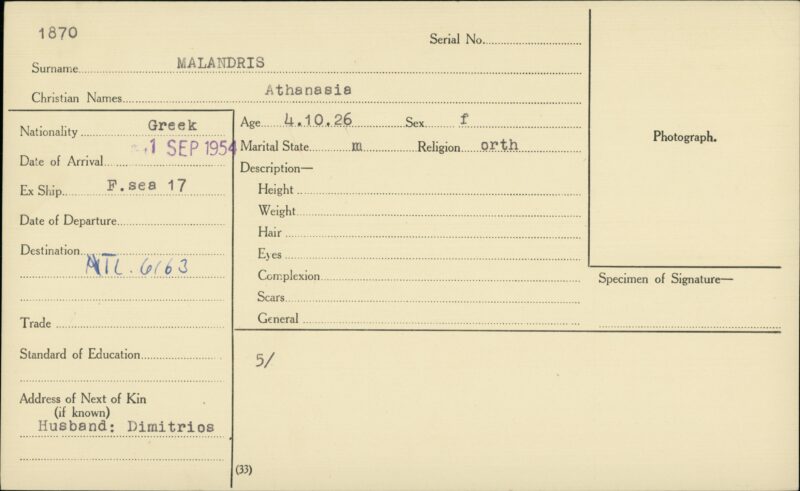 1870
Serial No.
Surname MALANDRIS
Christian Names Athanasia
Nationality Greek
Age 4.10.26 Sex f
Date of Arrival 1 SEP 1954
Marital State m Religion orth
Photograph.
Ex Ship F.sea 17
Description—
Height
Weight
Date of Departure
Hair
Destination
Eyes
6163
Complexion
Specimen of Signature—
Scars
Trade
General
Standard of Education
5/
Address of Next of Kin
(if known)
Husband: Dimitrios
(33)